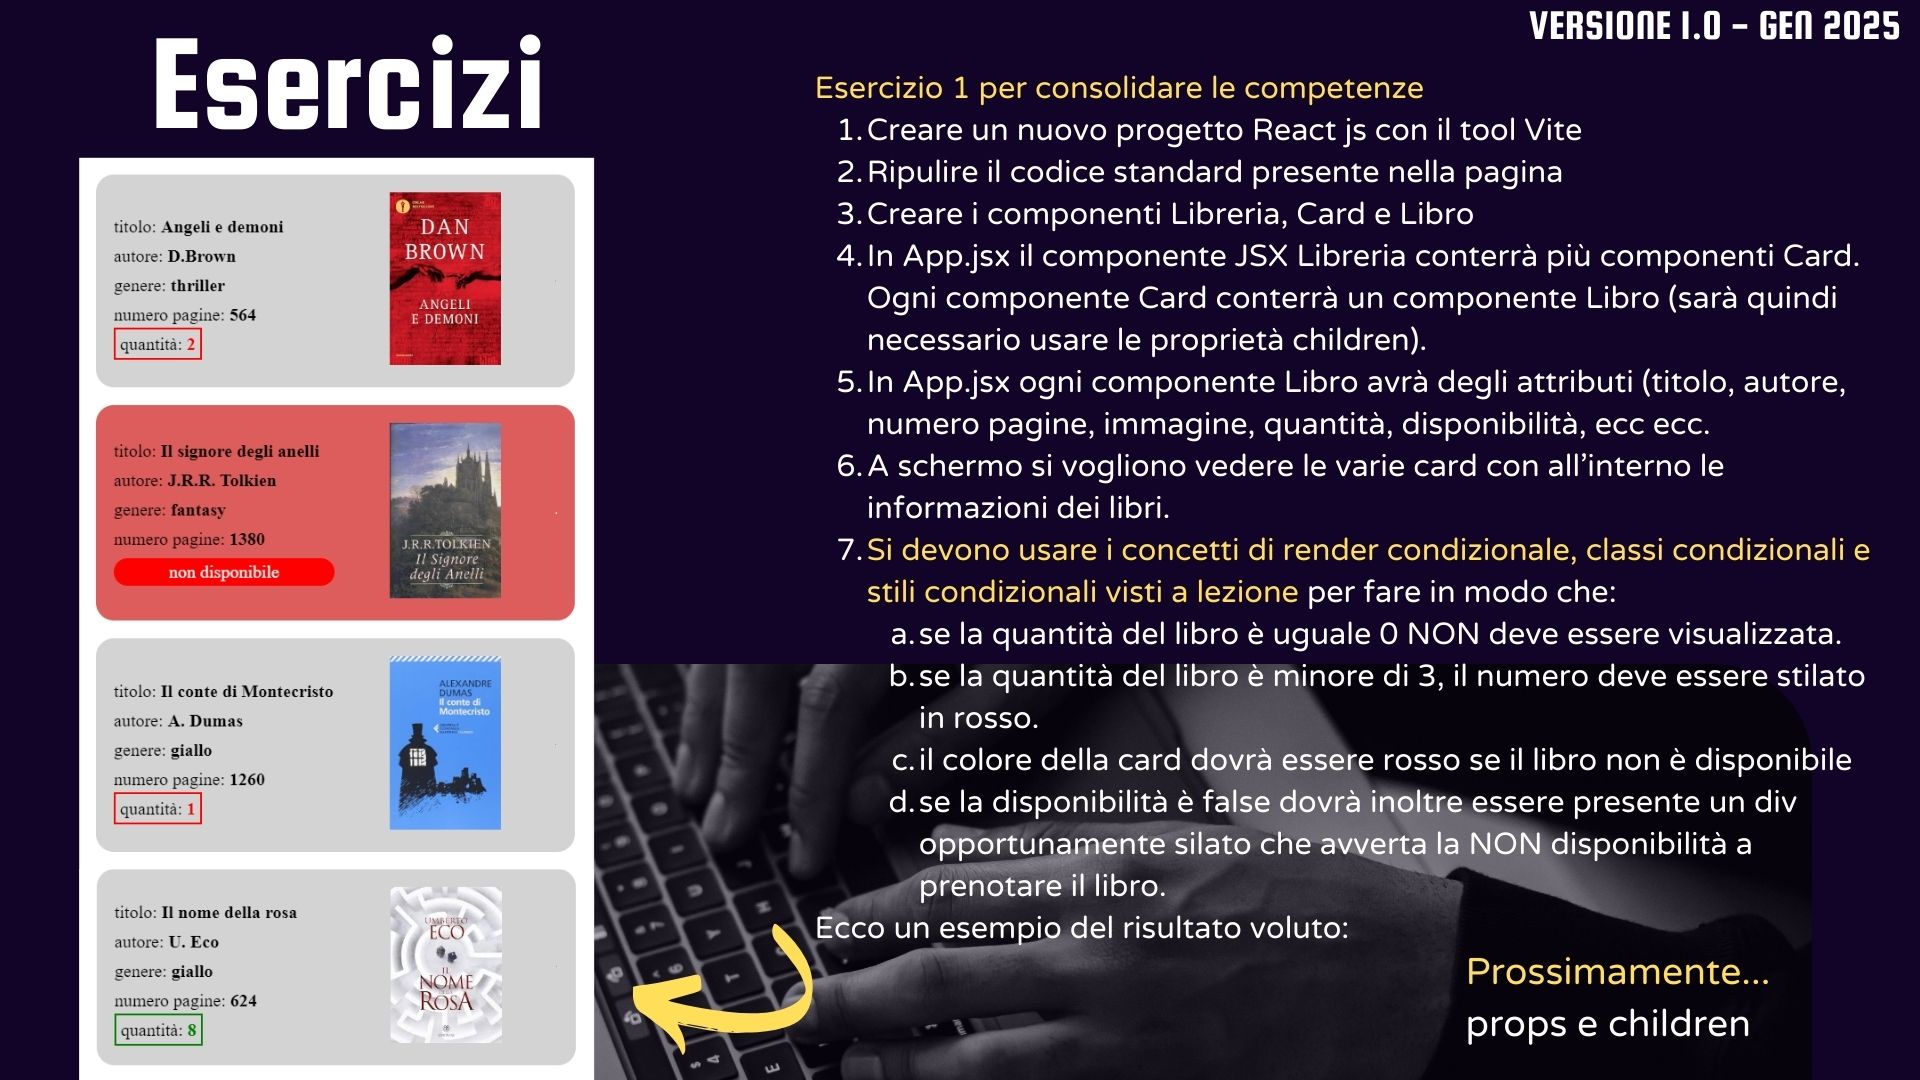 VERSIONE 1.0 - GEN 2025
Esercizi
titolo: Angeli e demoni
autore: D.Brown
genere: thriller
numero pagine: 564
quantità: 2
DAN
BROWN
ANGELI
E DEMONI
titolo: Il signore degli anelli
autore: J.R.R. Tolkien
genere: fantasy
numero pagine: 1380
non disponibile
J.R.R.TOLKIEN
Il Signore
degli Anelli
titolo: Il conte di Montecristo
autore: A. Dumas
genere: giallo
numero pagine: 1260
quantità: 1
ALEXANDRE
DUMAS
Il conte di
Montecristo
titolo: Il nome della rosa
autore: U. Eco
genere: giallo
numero pagine: 624
quantità: 8
UMBERTO
ECO
IL
NOME
ROSA
Esercizio 1 per consolidare le competenze
1. Creare un nuovo progetto React js con il tool Vite
2. Ripulire il codice standard presente nella pagina
3. Creare i componenti Libreria, Card e Libro
4. In App.jsx il componente JSX Libreria conterrà più componenti Card.
Ogni componente Card conterrà un componente Libro (sarà quindi
necessario usare le proprietà children).
5. In App.jsx ogni componente Libro avrà degli attributi (titolo, autore,
numero pagine, immagine, quantità, disponibilità, ecc ecc.
6. A schermo si vogliono vedere le varie card con all'interno le
informazioni dei libri.
7. Si devono usare i concetti di render condizionale, classi condizionali e
stili condizionali visti a lezione per fare in modo che:
a. se la quantità del libro è uguale 0 NON deve essere visualizzata.
b. se la quantità del libro è minore di 3, il numero deve essere stilato
in rosso.
c. il colore della card dovrà essere rosso se il libro non è disponibile
d. se la disponibilità è false dovrà inoltre essere presente un div
opportunamente silato che avverta la NON disponibilità a
prenotare il libro.
Ecco un esempio del risultato voluto:
Prossimamente...
props e children